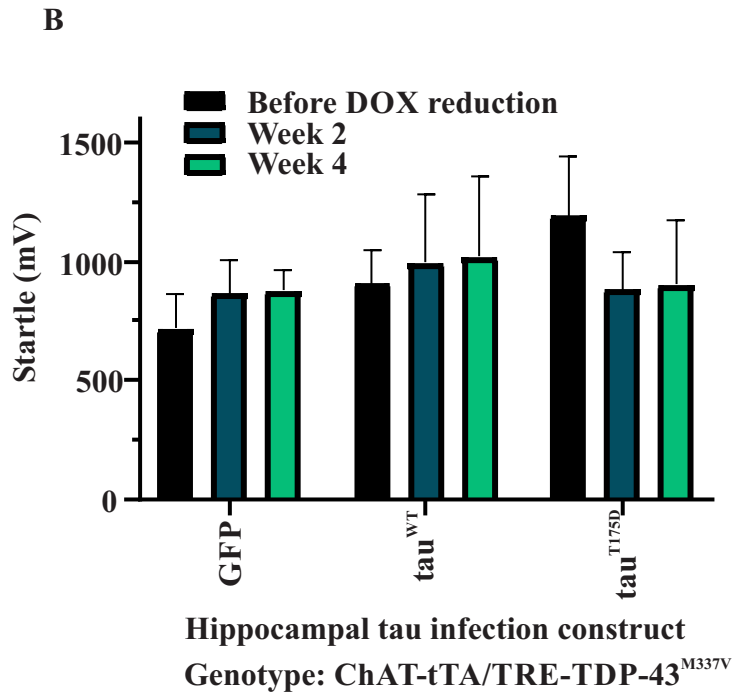 B
Before DOX reduction
Week 2
Week 4
1500
1000
500
0
Startle (mV)
GFP
tau^WT
tau^T175D
Hippocampal tau infection construct
Genotype: ChAT-tTA/TRE-TDP-43^M337V